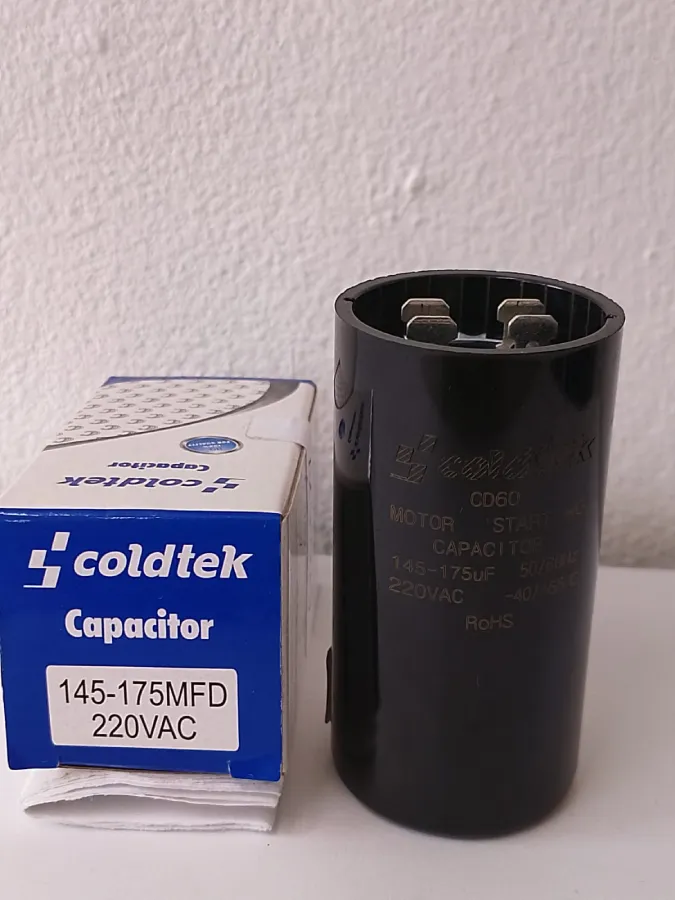 coldtek
Capacitor
coldtek
Capacitor
145-175MFD
220VAC
coldtek
CD60
MOTOR START
CAPACITOR
145-175uF
220VAC
RoHS